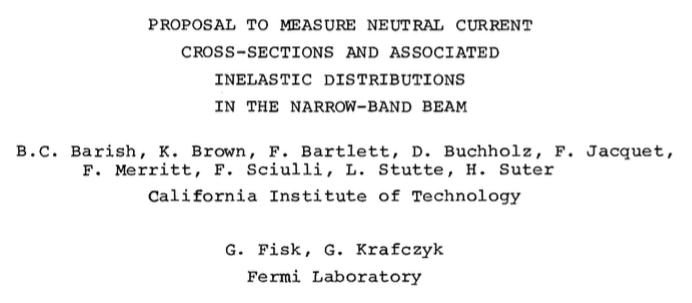 PROPOSAL TO MEASURE NEUTRAL CURRENT
CROSS-SECTIONS AND ASSOCIATED
INELASTIC DISTRIBUTIONS
IN THE NARROW-BAND BEAM
B.C. Barish, K. Brown, F. Bartlett, D. Buchholz, F. Jacquet,
F. Merritt, F. Sciulli, L. Stutte, H. Suter
California Institute of Technology
G. Fisk, G. Krafczyk
Fermi Laboratory